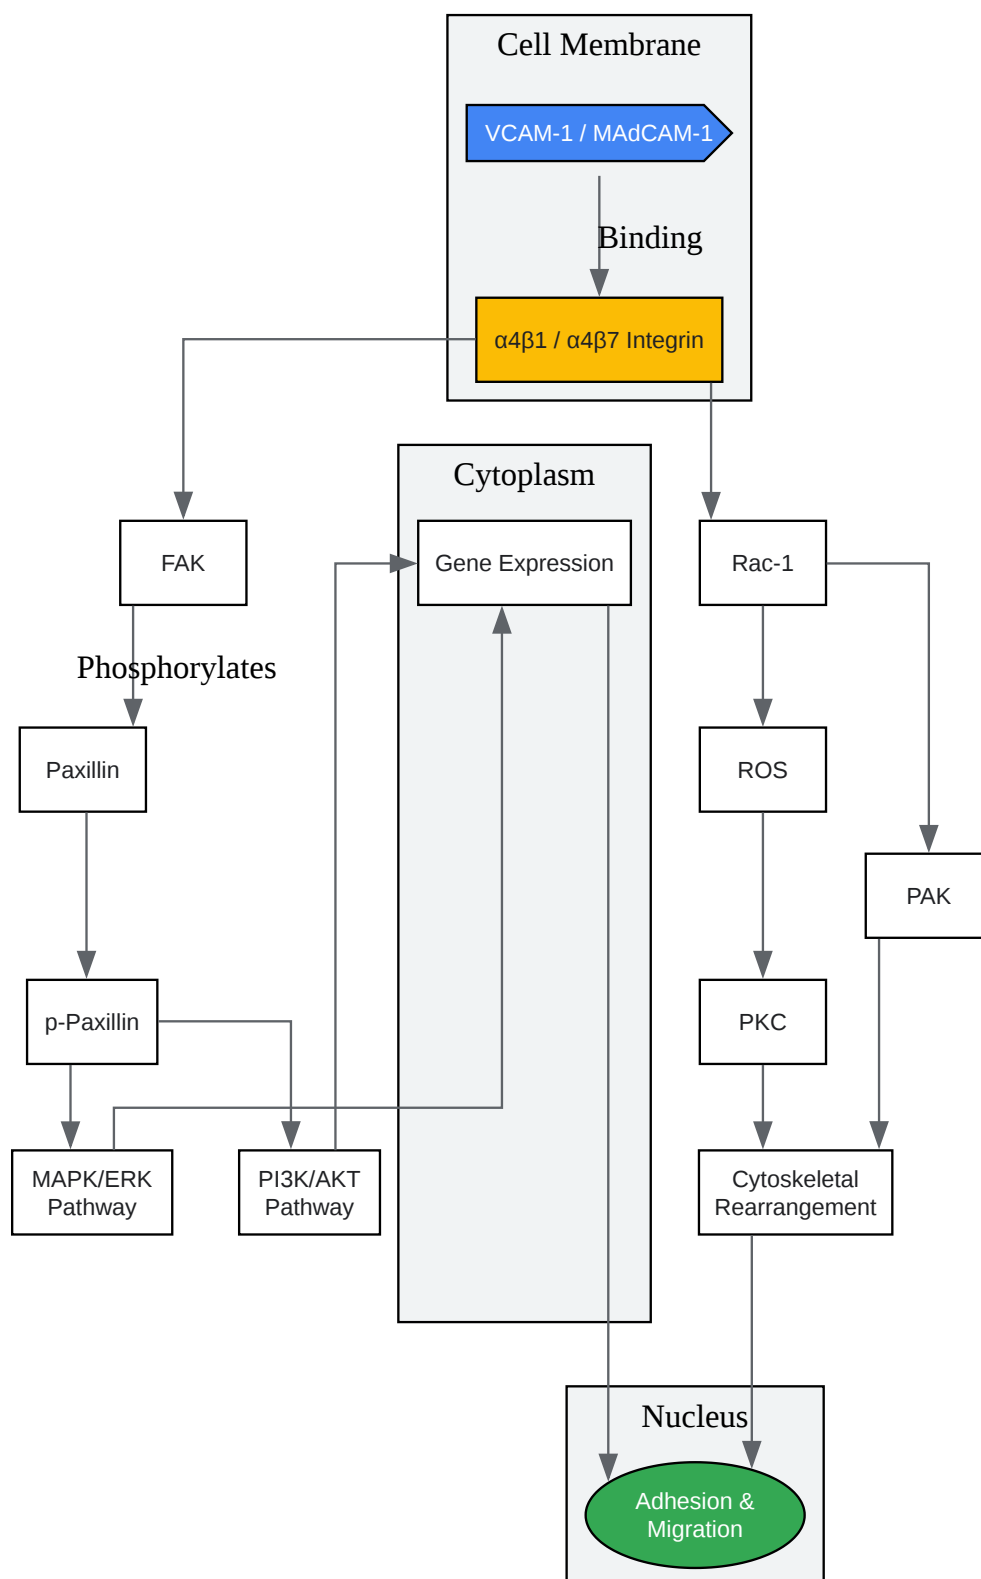 Cell Membrane
VCAM-1 / MAdCAM-1
Binding
α4β1 / α4β7 Integrin
Cytoplasm
FAK
Gene Expression
Rac-1
Phosphorylates
Paxillin
ROS
PAK
p-Paxillin
PKC
MAPK/ERK
Pathway
PI3K/AKT
Pathway
Cytoskeletal
Rearrangement
Nucleus
Adhesion &
Migration